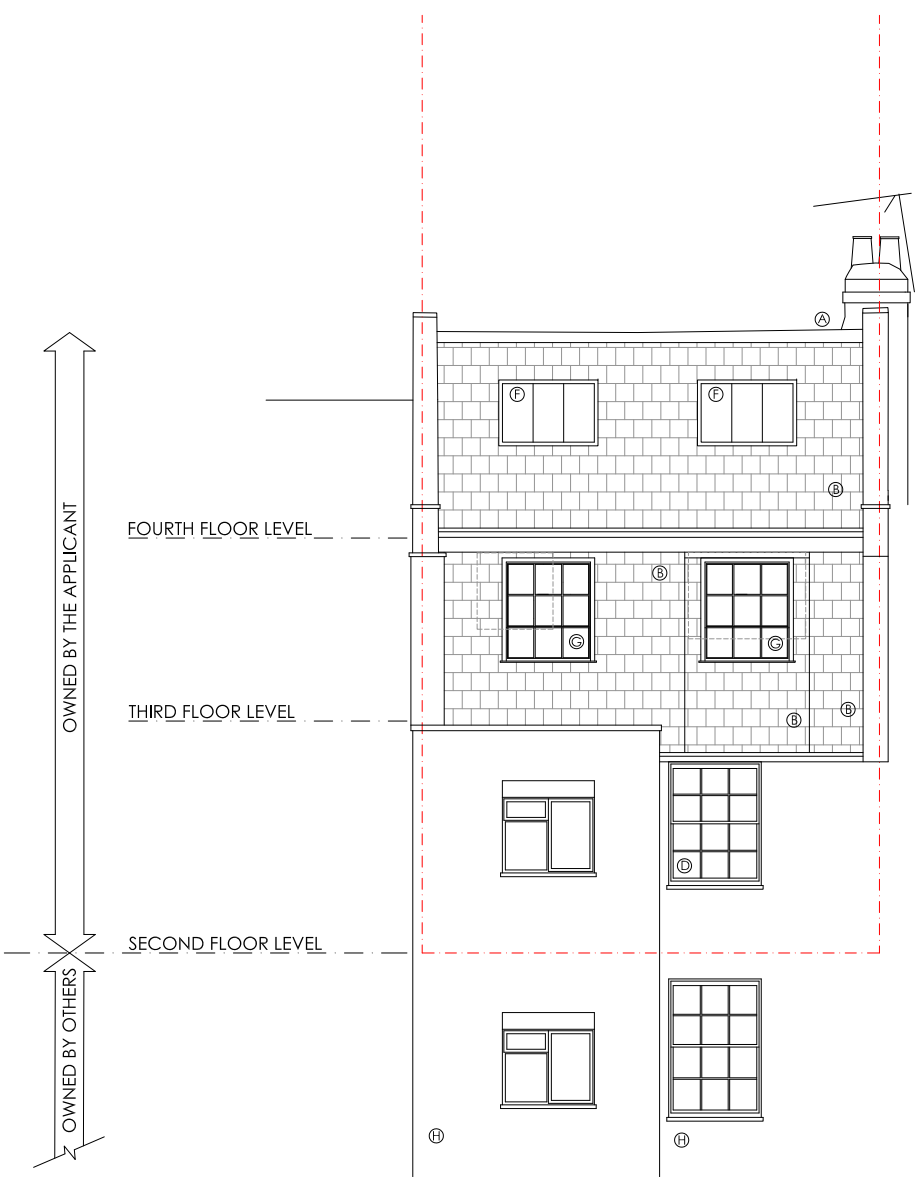 A
F
F
B
FOURTH FLOOR LEVEL
OWNED BY THE APPLICANT
B
G
G
THIRD FLOOR LEVEL
B
B
D
SECOND FLOOR LEVEL
OWNED BY OTHERS
H
H